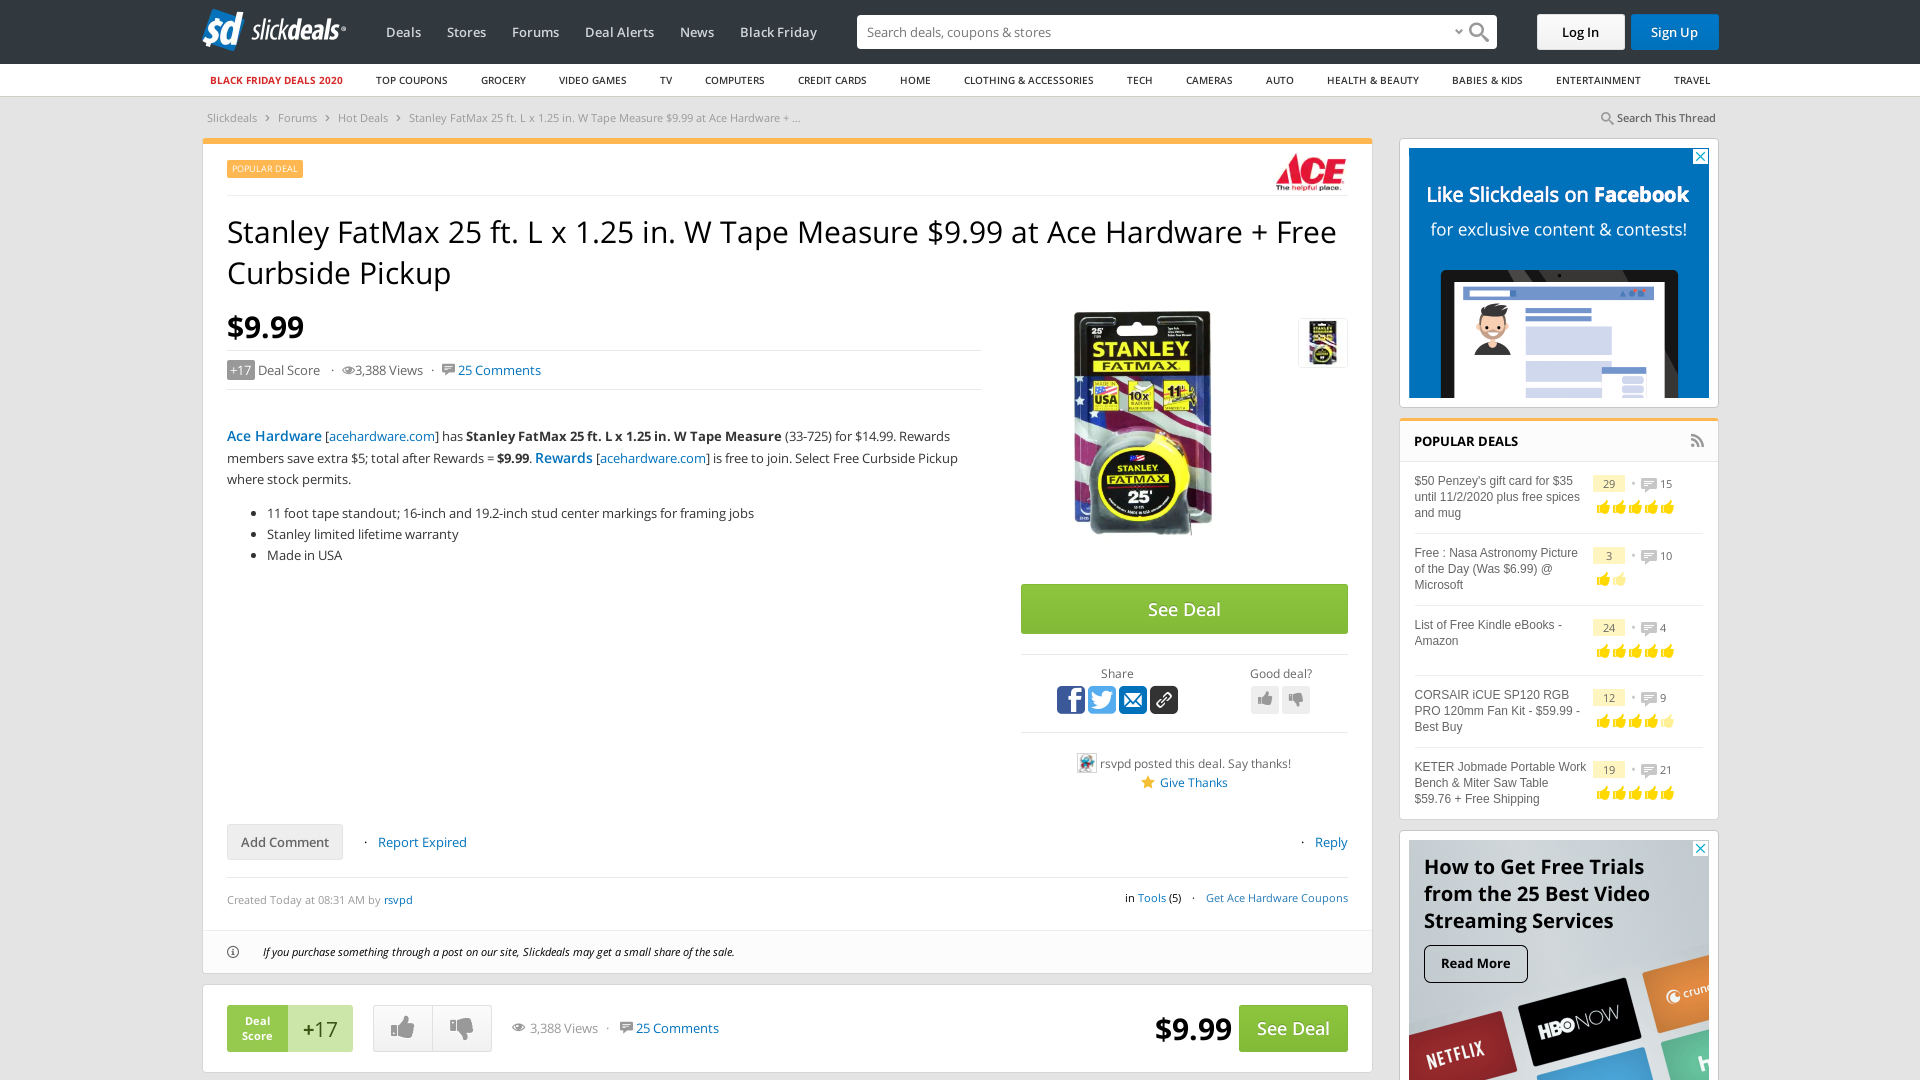 slickdeals
Deals
Stores
Forums
Deal Alerts
News
Black Friday
Search deals, coupons & stores
Log In
Sign Up
BLACK FRIDAY DEALS 2020
TOP COUPONS
GROCERY
VIDEO GAMES
TV
COMPUTERS
CREDIT CARDS
HOME
CLOTHING & ACCESSORIES
TECH
CAMERAS
AUTO
HEALTH & BEAUTY
BABIES & KIDS
ENTERTAINMENT
TRAVEL
Slickdeals › Forums › Hot Deals › Stanley FatMax 25 ft. L x 1.25 in. W Tape Measure $9.99 at Ace Hardware + ...
Search This Thread
POPULAR DEAL
ACE
The helpful place.
Stanley FatMax 25 ft. L x 1.25 in. W Tape Measure $9.99 at Ace Hardware + Free
Curbside Pickup
$9.99
+17 Deal Score · 3,388 Views · 25 Comments
Ace Hardware [acehardware.com] has Stanley FatMax 25 ft. L x 1.25 in. W Tape Measure (33-725) for $14.99. Rewards
members save extra $5; total after Rewards = $9.99. Rewards [acehardware.com] is free to join. Select Free Curbside Pickup
where stock permits.
• 11 foot tape standout; 16-inch and 19.2-inch stud center markings for framing jobs
• Stanley limited lifetime warranty
• Made in USA
25'
STANLEY
FATMAX
MADE IN
USA
10x
11'
STANLEY
FATMAX
25'
See Deal
Share
Good deal?
rsvpd posted this deal. Say thanks!
Give Thanks
Add Comment
· Report Expired
· Reply
Created Today at 08:31 AM by rsvpd
in Tools (5) · Get Ace Hardware Coupons
If you purchase something through a post on our site, Slickdeals may get a small share of the sale.
Deal
Score
+17
3,388 Views · 25 Comments
$9.99
See Deal
Like Slickdeals on Facebook
for exclusive content & contests!
POPULAR DEALS
$50 Penzey's gift card for $35
until 11/2/2020 plus free spices
and mug
29 · 15
Free : Nasa Astronomy Picture
of the Day (Was $6.99) @
Microsoft
3 · 10
List of Free Kindle eBooks -
Amazon
24 · 4
CORSAIR iCUE SP120 RGB
PRO 120mm Fan Kit - $59.99 -
Best Buy
12 · 9
KETER Jobmade Portable Work
Bench & Miter Saw Table
$59.76 + Free Shipping
19 · 21
How to Get Free Trials
from the 25 Best Video
Streaming Services
Read More
crun
HBO NOW
NETFLIX
h